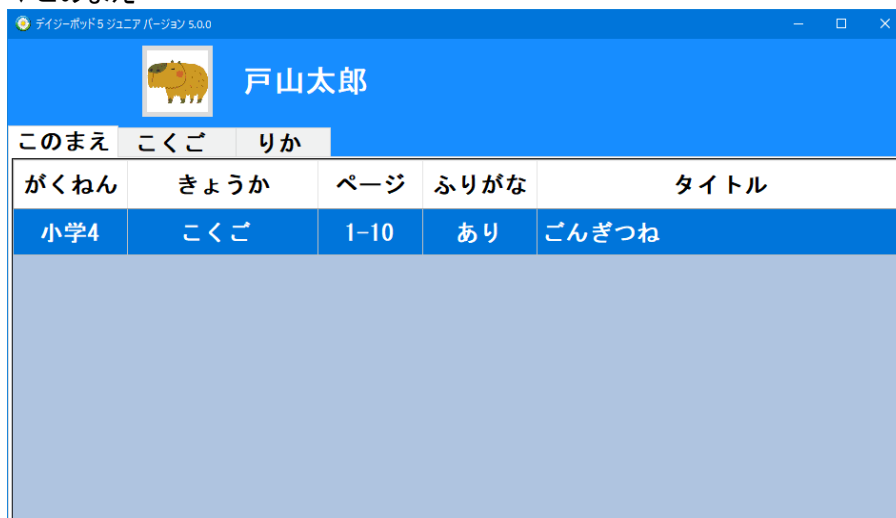 デイジーポッド5 ジュニア バージョン 5.0.0
戸山太郎
このまえ こくご りか
がくねん きょうか ページ ふりがな タイトル
小学4 こくご 1-10 あり ごんぎつね